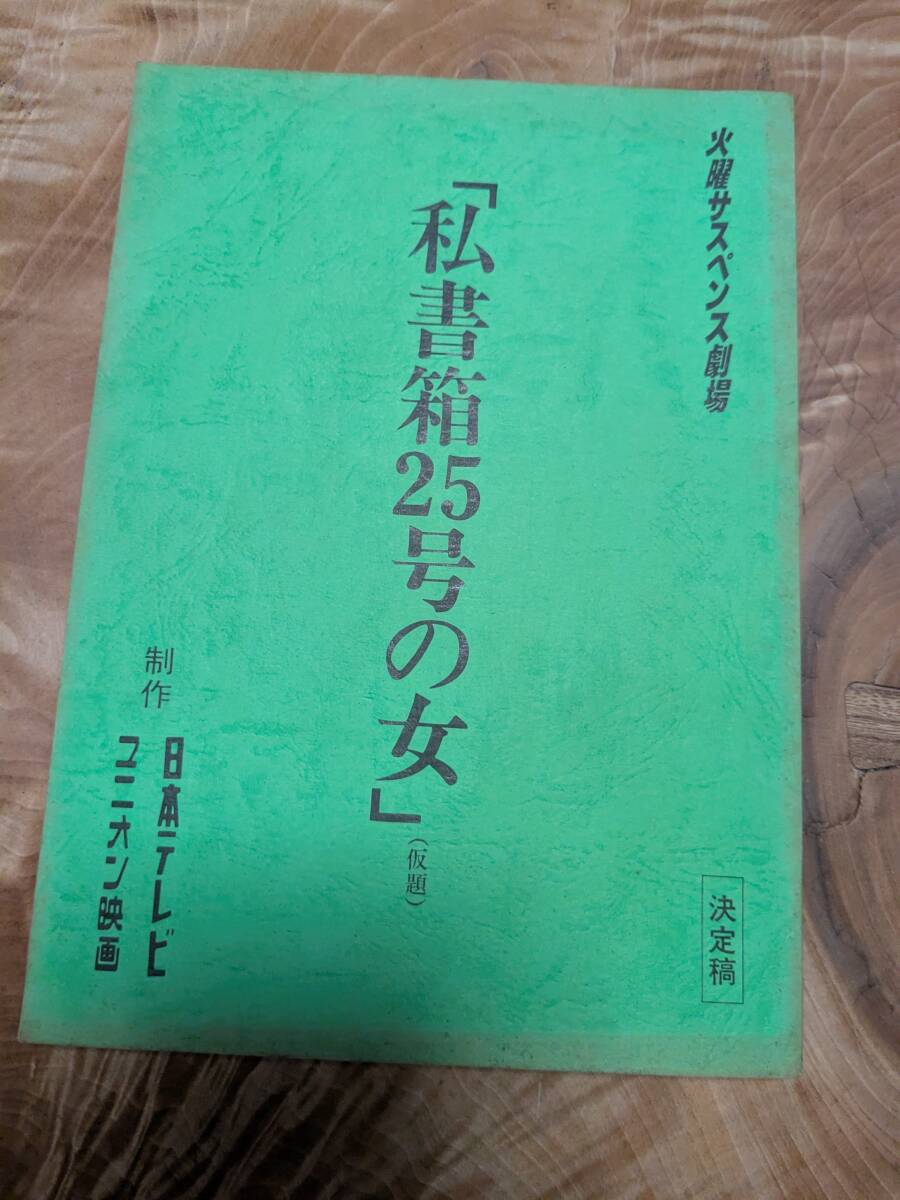 火曜サスペンス劇場
「私書箱25号の女」
(仮題)
決定稿
制作
日本テレビ
ユニオン映画